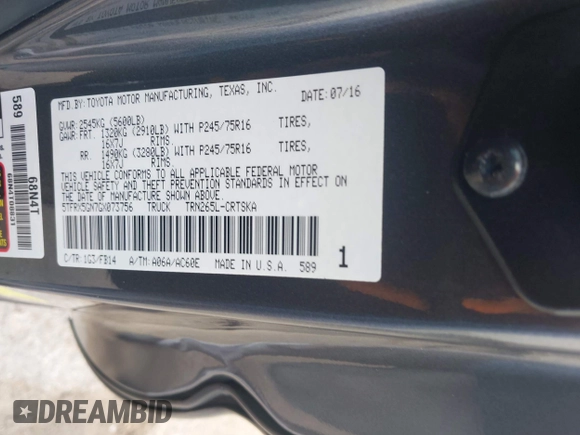 MFD.BY:TOYOTA MOTOR MANUFACTURING, TEXAS, INC.
DATE:07/16
GVWR:2545KG (5600LB)
GAWR:FRT. 1320KG (2910LB) WITH P245/75R16 TIRES,
16X7J RIMS
RR. 1490KG (3280LB) WITH P245/75R16 TIRES,
16X7J RIMS
THIS VEHICLE CONFORMS TO ALL APPLICABLE FEDERAL MOTOR
VEHICLE SAFETY AND THEFT PREVENTION STANDARDS IN EFFECT ON
THE DATE OF MANUFACTURE SHOWN ABOVE.
5TFRX5GN7GX073756 TRUCK TRN265L-CRTSKA
C/TR:1G3/FB14 A/TM:A06A/AC60E MADE IN U.S.A. 589 1
589
68N4T
DREAMBID